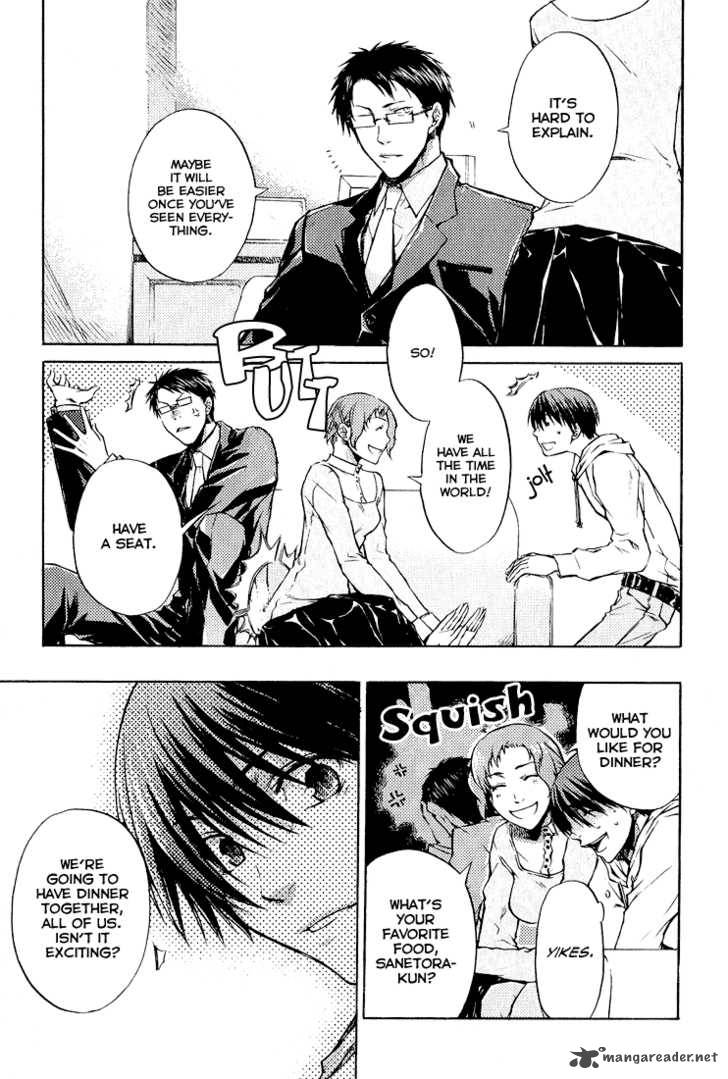 IT'S
HARD TO
EXPLAIN.
MAYBE
IT WILL
BE EASIER
ONCE YOU'VE
SEEN EVERY-
THING.
SO!
WE
HAVE ALL
THE TIME
IN THE
WORLD!
PUTT
jolt
HAVE
A SEAT.
Squish
WHAT
WOULD YOU
LIKE FOR
DINNER?
WHAT'S
YOUR
FAVORITE
FOOD,
SANETORA-
KUN?
YIKES.
WE'RE
GOING TO
HAVE DINNER
TOGETHER,
ALL OF US.
ISN'T IT
EXCITING?
mangareader.net